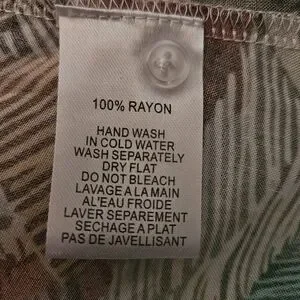 100% RAYON
HAND WASH
IN COLD WATER
WASH SEPARATELY
DRY FLAT
DO NOT BLEACH
LAVAGE A LA MAIN
AL'EAU FROIDE
LAVER SEPAREMENT
SECHAGE A PLAT
PAS DE JAVELLISANT